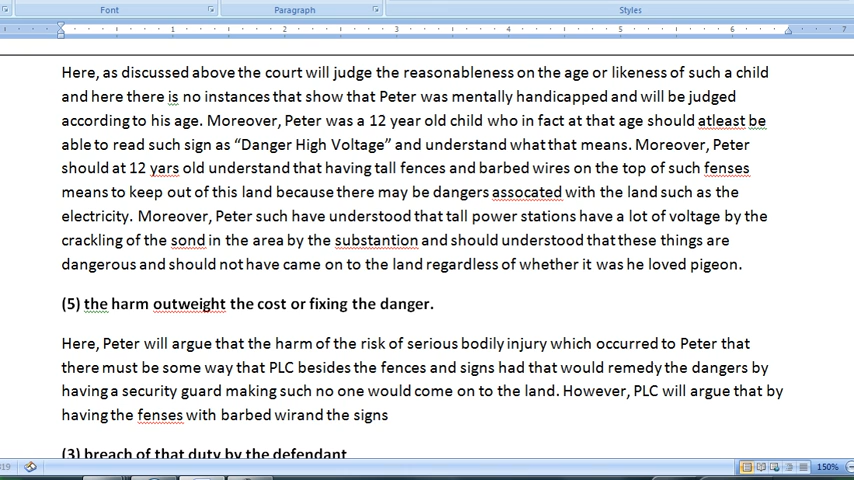 Font
Paragraph
Styles
1 2 3 4 5 6 7
Here, as discussed above the court will judge the reasonableness on the age or likeness of such a child
and here there is no instances that show that Peter was mentally handicapped and will be judged
according to his age. Moreover, Peter was a 12 year old child who in fact at that age should atleast be
able to read such sign as “Danger High Voltage” and understand what that means. Moreover, Peter
should at 12 yars old understand that having tall fences and barbed wires on the top of such fenses
means to keep out of this land because there may be dangers assocated with the land such as the
electricity. Moreover, Peter such have understood that tall power stations have a lot of voltage by the
crackling of the sond in the area by the substantion and should understood that these things are
dangerous and should not have came on to the land regardless of whether it was he loved pigeon.
(5) the harm outweight the cost or fixing the danger.
Here, Peter will argue that the harm of the risk of serious bodily injury which occurred to Peter that
there must be some way that PLC besides the fences and signs had that would remedy the dangers by
having a security guard making such no one would come on to the land. However, PLC will argue that by
having the fenses with barbed wirand the signs
(3) breach of that duty by the defendant
319
150%